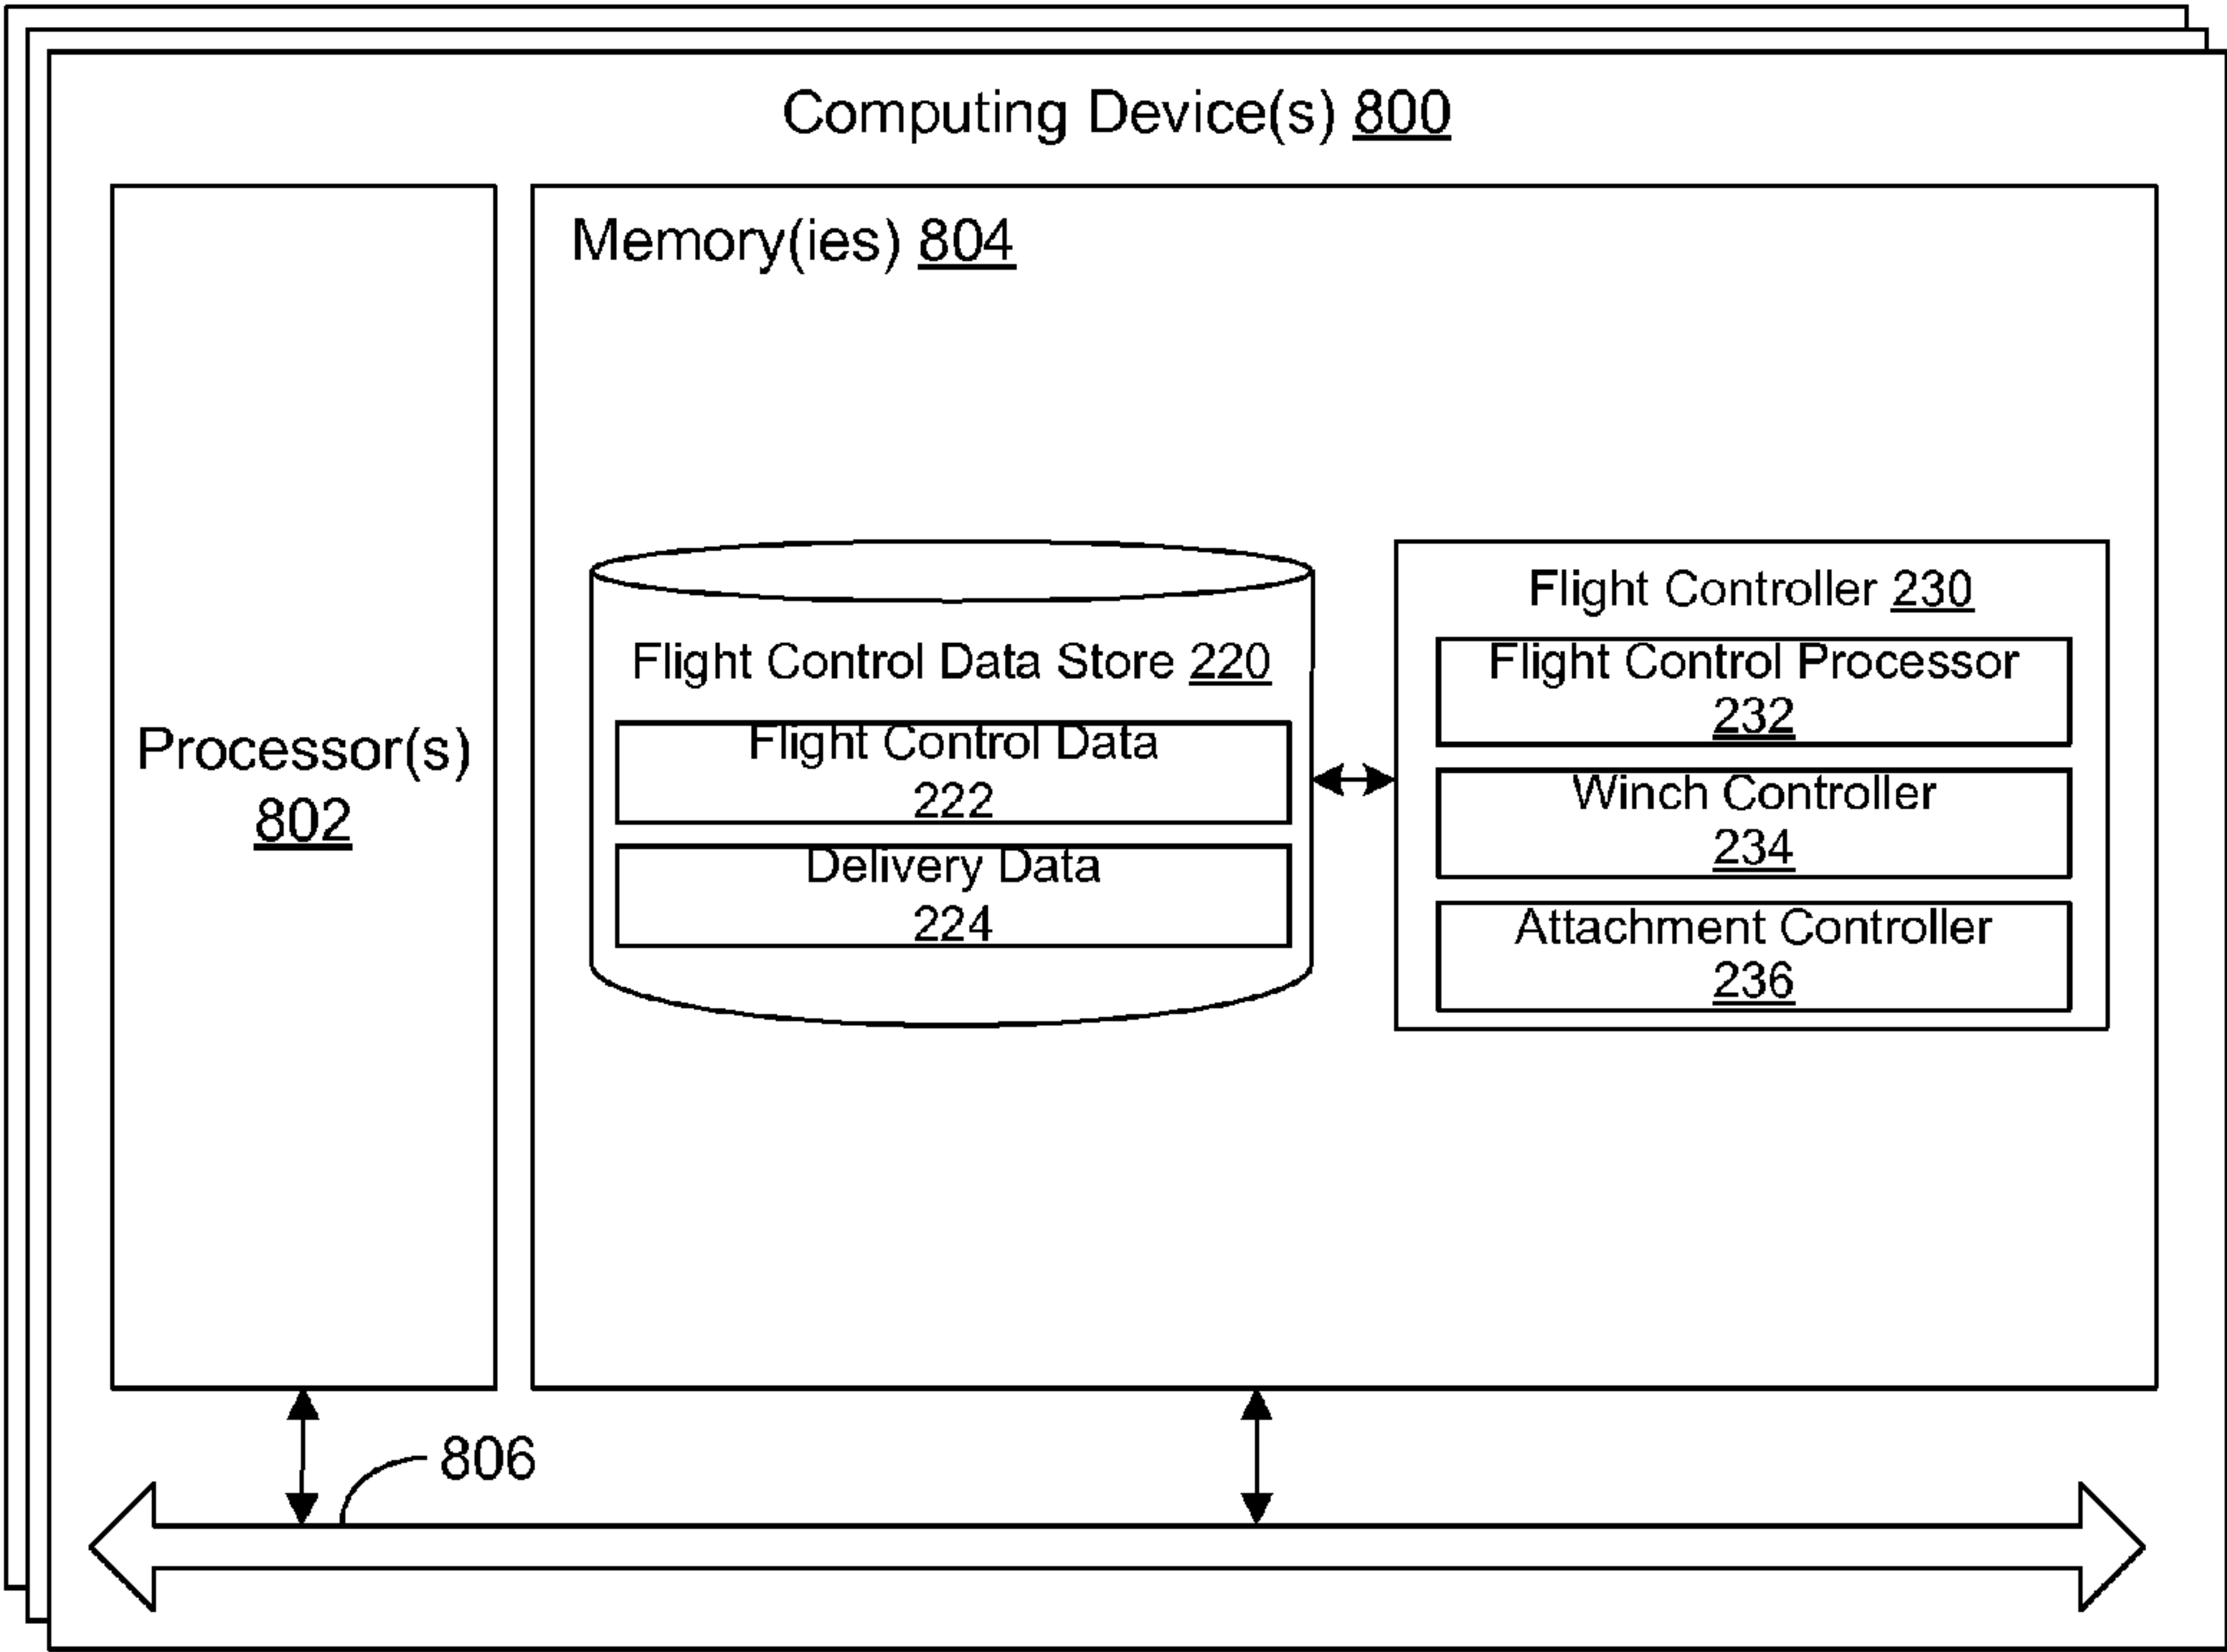 Computing Device(s) 800
Memory(ies) 804
Processor(s)
802
Flight Control Data Store 220
Flight Control Data
222
Delivery Data
224
Flight Controller 230
Flight Control Processor
232
Winch Controller
234
Attachment Controller
236
806